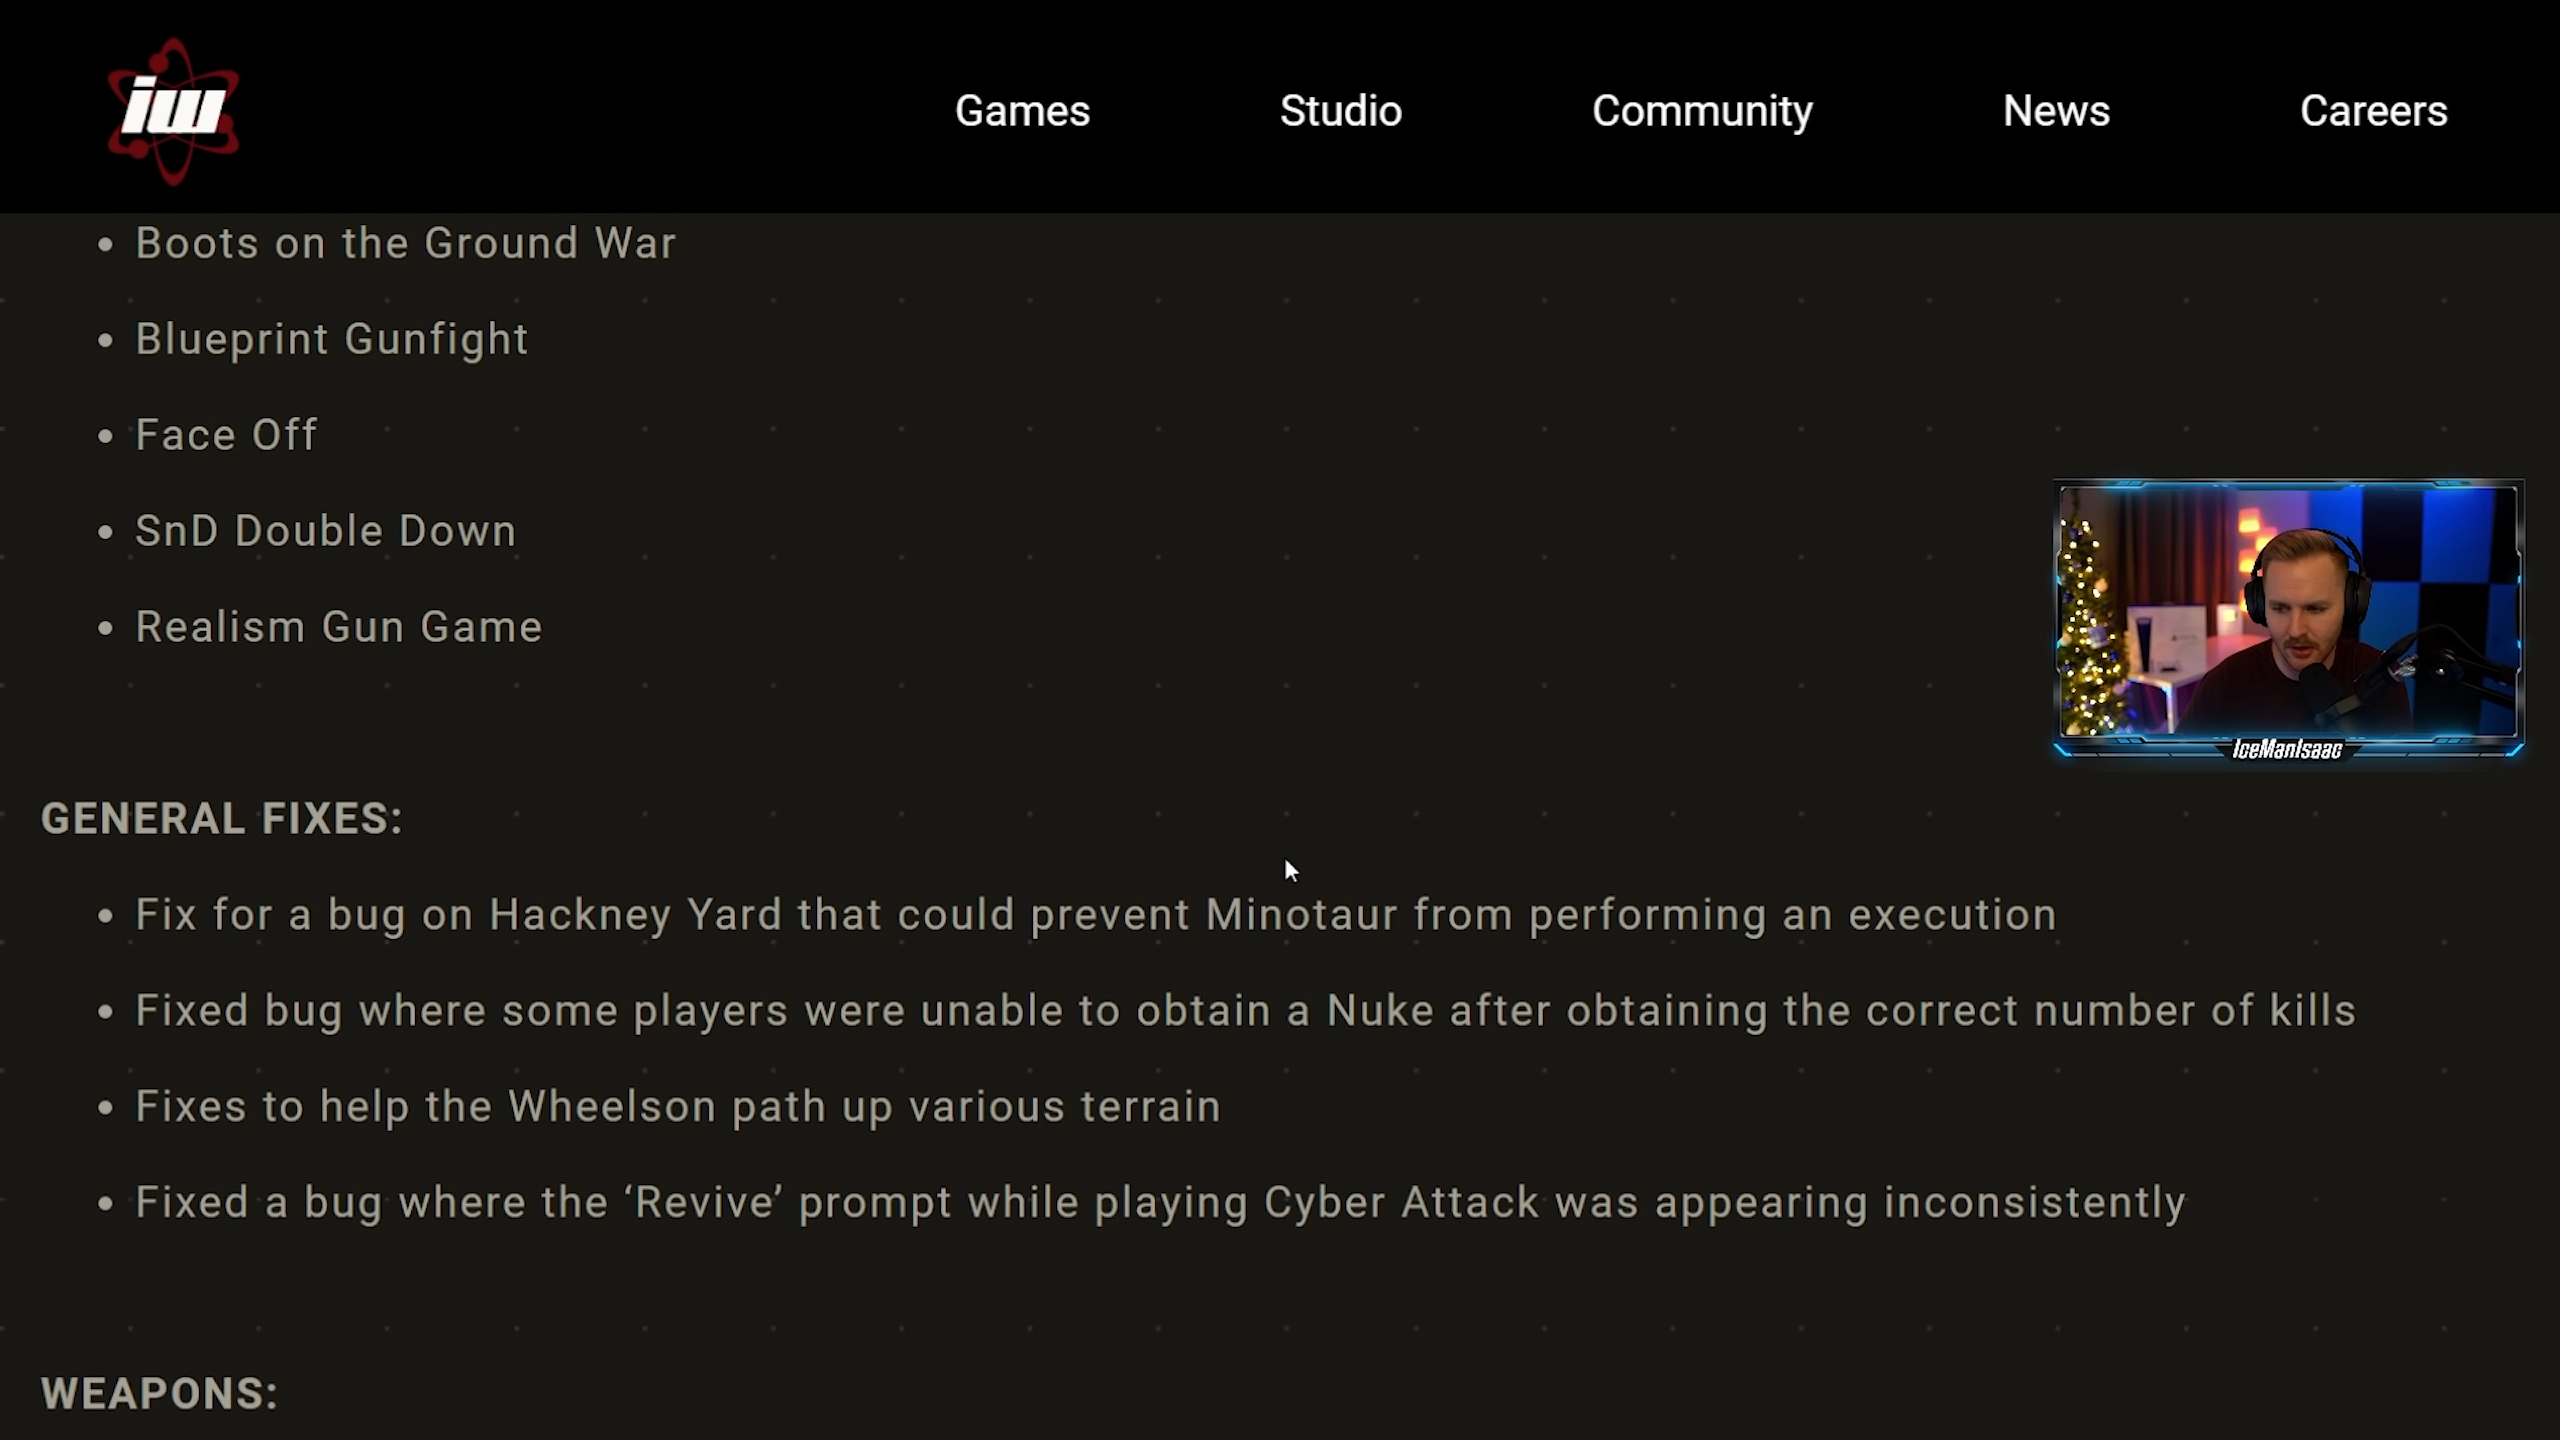 iw
Games Studio Community News Careers
• Boots on the Ground War
• Blueprint Gunfight
• Face Off
• SnD Double Down
• Realism Gun Game
IceManIsaac
GENERAL FIXES:
• Fix for a bug on Hackney Yard that could prevent Minotaur from performing an execution
• Fixed bug where some players were unable to obtain a Nuke after obtaining the correct number of kills
• Fixes to help the Wheelson path up various terrain
• Fixed a bug where the ‘Revive’ prompt while playing Cyber Attack was appearing inconsistently
WEAPONS: